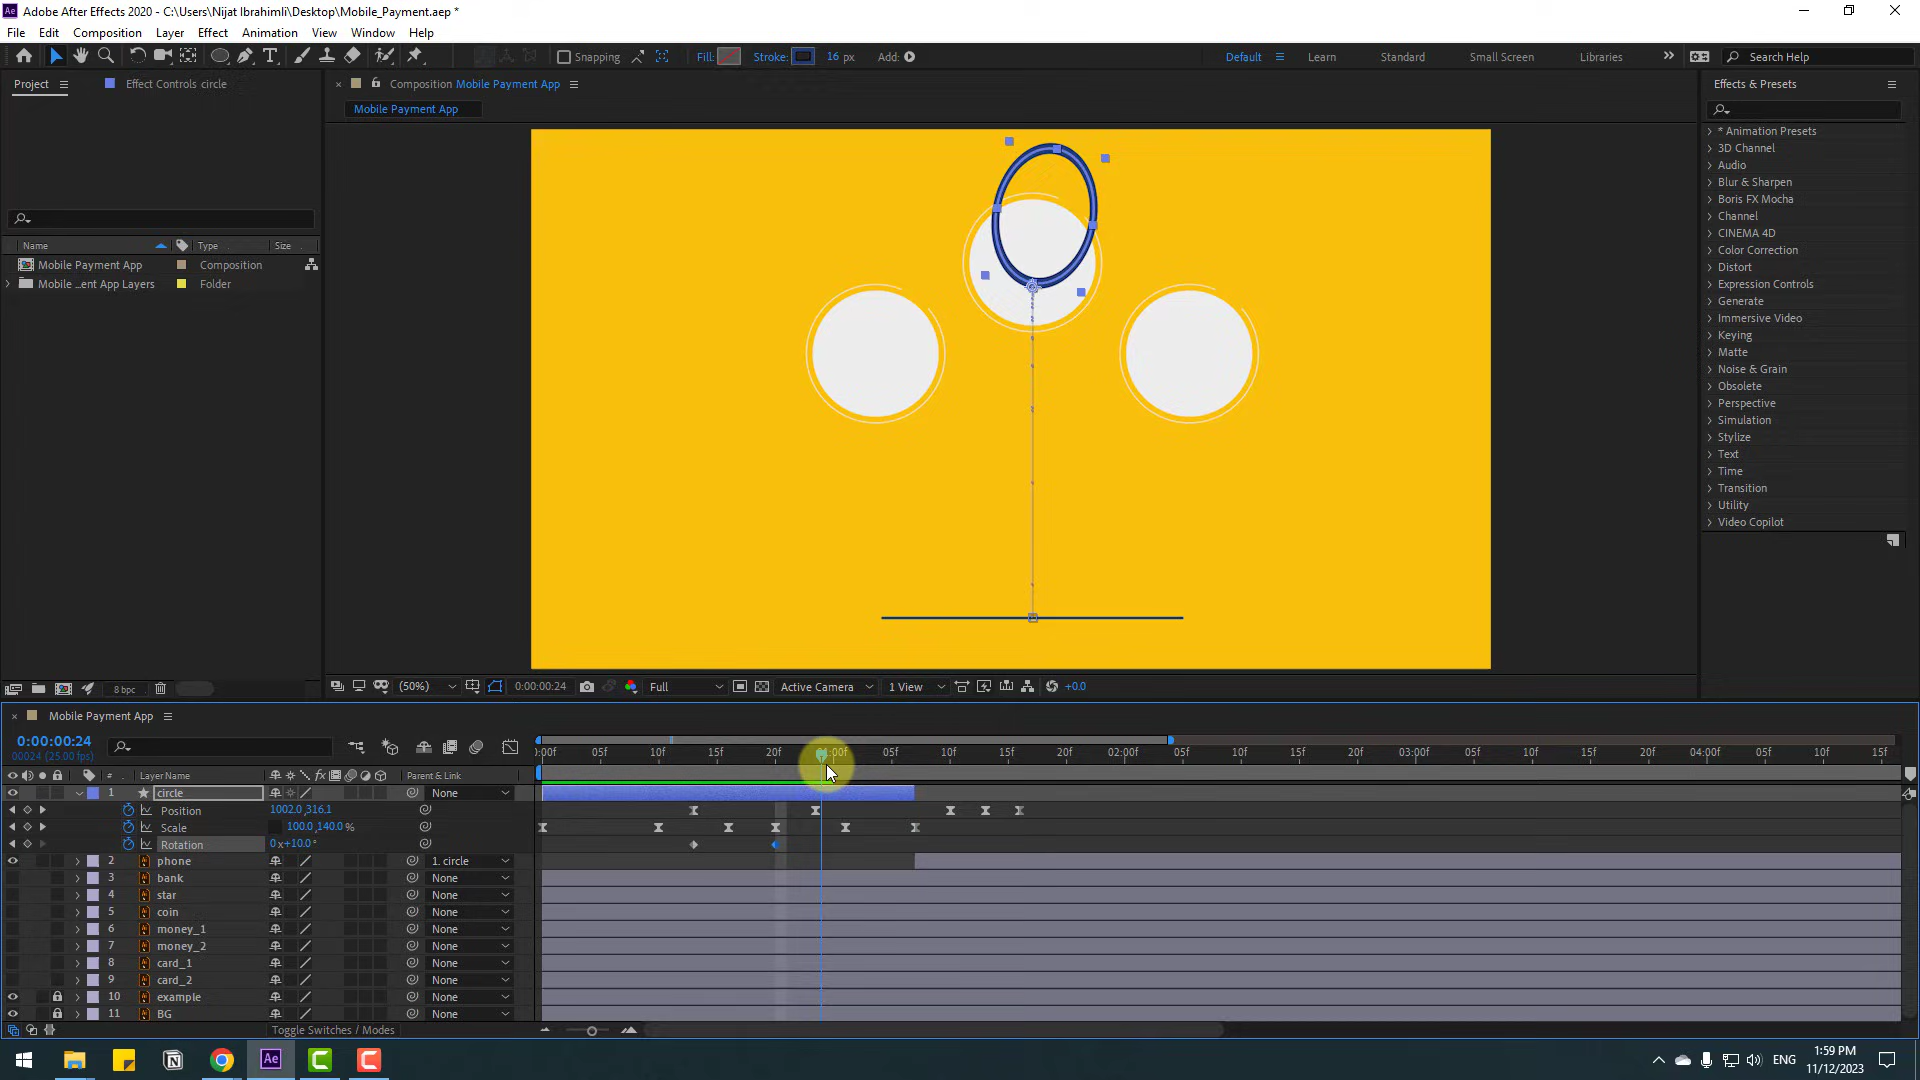 Adobe After Effects 2020 - C:\Users\Nijat Ibrahimli\Desktop\Mobile_Payment.aep *
File Edit Composition Layer Effect Animation View Window Help
Snapping Fill: Stroke: 16 px Add: Default Learn Standard Small Screen Libraries Search Help
Project Effect Controls circle Composition Mobile Payment App Effects & Presets
Mobile Payment App
Name Type Size
Mobile Payment App Composition
Mobile ...ent App Layers Folder
* Animation Presets
3D Channel
Audio
Blur & Sharpen
Boris FX Mocha
Channel
CINEMA 4D
Color Correction
Distort
Expression Controls
Generate
Immersive Video
Keying
Matte
Noise & Grain
Obsolete
Perspective
Simulation
Stylize
Text
Time
Transition
Utility
Video Copilot
8 bpc (50%) 0:00:00:24 Full Active Camera 1 View +0.0
Mobile Payment App
0:00:00:24
00024 (25.00 fps)
:00f 05f 10f 15f 20f 01:00f 05f 10f 15f 20f 02:00f 05f 10f 15f 20f 03:00f 05f 10f 15f 20f 04:00f 05f 10f 15f
# Layer Name fx Parent & Link
1 circle None
Position 1002.0,316.1
Scale 100.0,140.0 %
Rotation 0x+10.0 °
2 phone 1. circle
3 bank None
4 star None
5 coin None
6 money_1 None
7 money_2 None
8 card_1 None
9 card_2 None
10 example None
11 BG None
Toggle Switches / Modes
Ae ENG 1:59 PM
11/12/2023